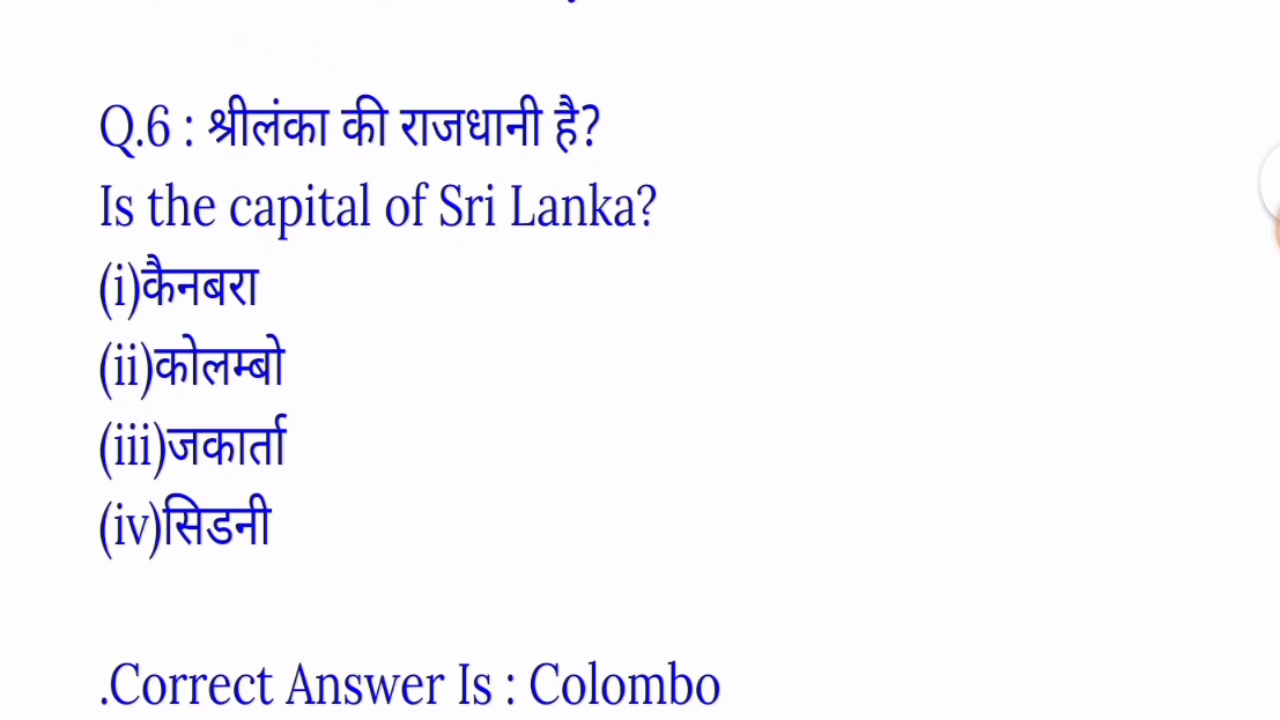 Q.6 : श्रीलंका की राजधानी है?
Is the capital of Sri Lanka?
(i)कैनबरा
(ii)कोलम्बो
(iii)जकार्ता
(iv)सिडनी
.Correct Answer Is : Colombo